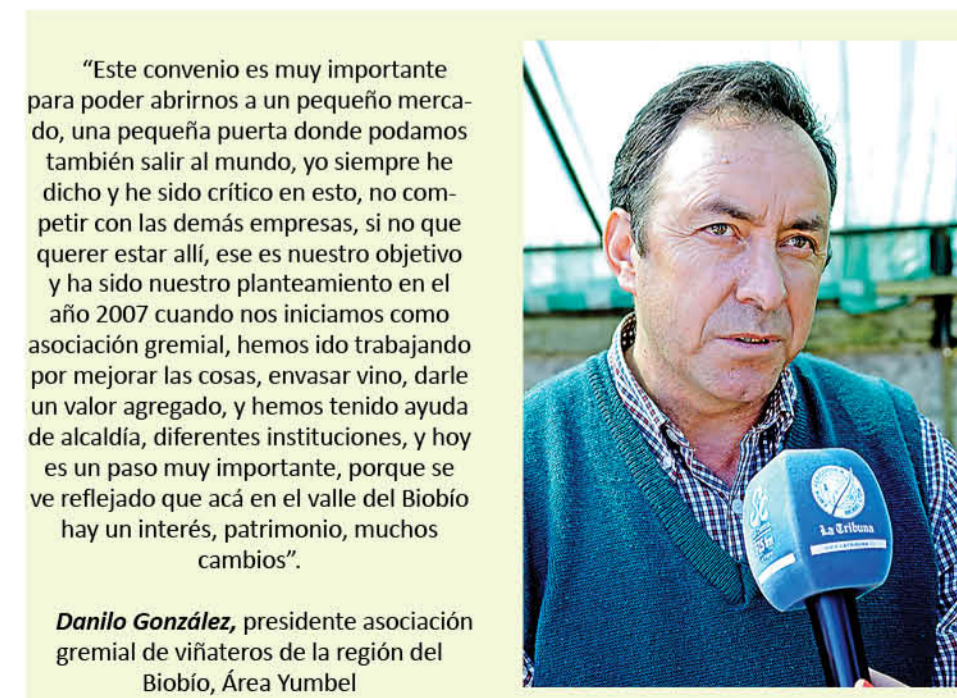 “Este convenio es muy importante
para poder abrirnos a un pequeño merca-
do, una pequeña puerta donde podamos
también salir al mundo, yo siempre he
dicho y he sido crítico en esto, no com-
petir con las demás empresas, si no que
querer estar allí, ese es nuestro objetivo
y ha sido nuestro planteamiento en el
año 2007 cuando nos iniciamos como
asociación gremial, hemos ido trabajando
por mejorar las cosas, envasar vino, darle
un valor agregado, y hemos tenido ayuda
de alcaldía, diferentes instituciones, y hoy
es un paso muy importante, porque se
ve reflejado que acá en el valle del Biobío
hay un interés, patrimonio, muchos
cambios”.
Danilo González, presidente asociación
gremial de viñateros de la región del
Biobío, Área Yumbel
La Tribuna